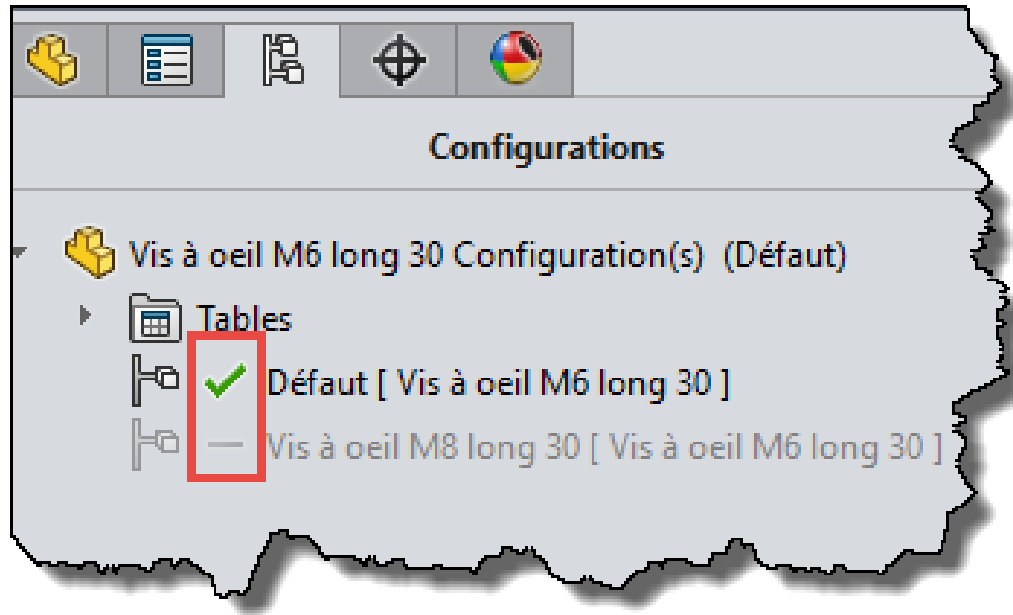 Configurations
Vis à oeil M6 long 30 Configuration(s) (Défaut)
Tables
Défaut [ Vis à oeil M6 long 30 ]
Vis à oeil M8 long 30 [ Vis à oeil M6 long 30 ]